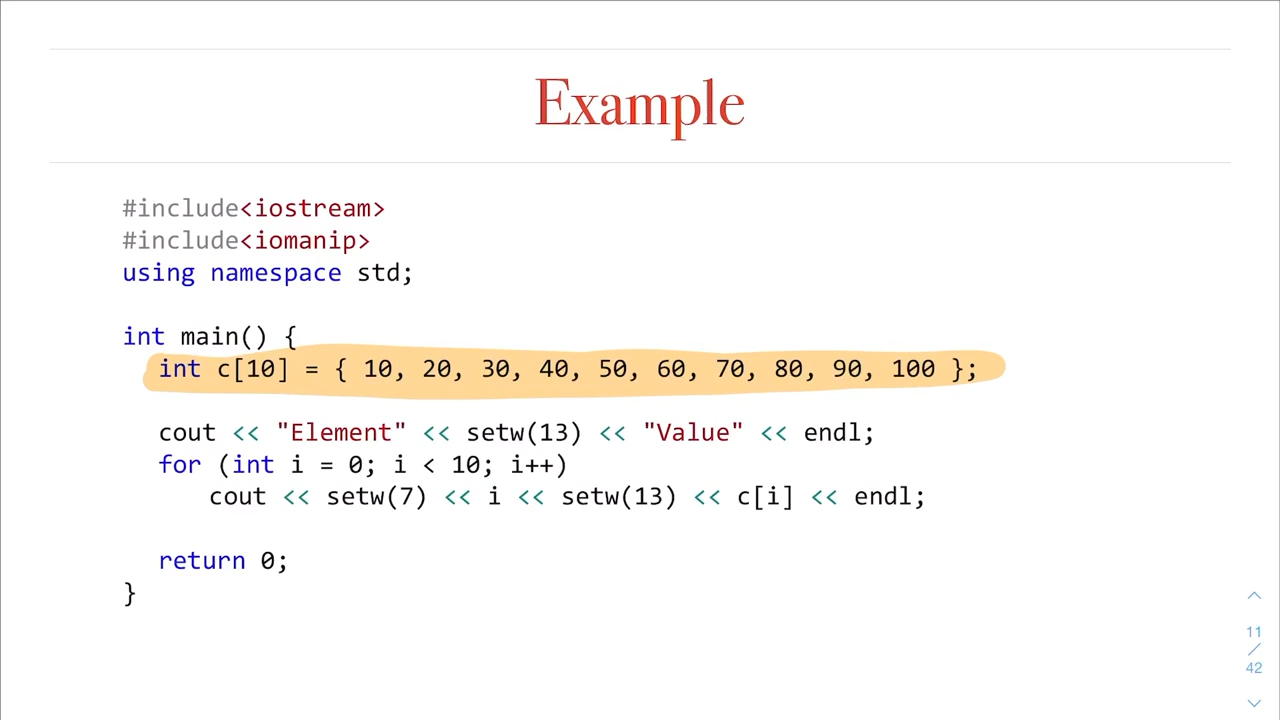 Example
#include<iostream>
#include<iomanip>
using namespace std;
int main() {
int c[10] = { 10, 20, 30, 40, 50, 60, 70, 80, 90, 100 };
cout << "Element" << setw(13) << "Value" << endl;
for (int i = 0; i < 10; i++)
cout << setw(7) << i << setw(13) << c[i] << endl;
return 0;
}
11
/
42